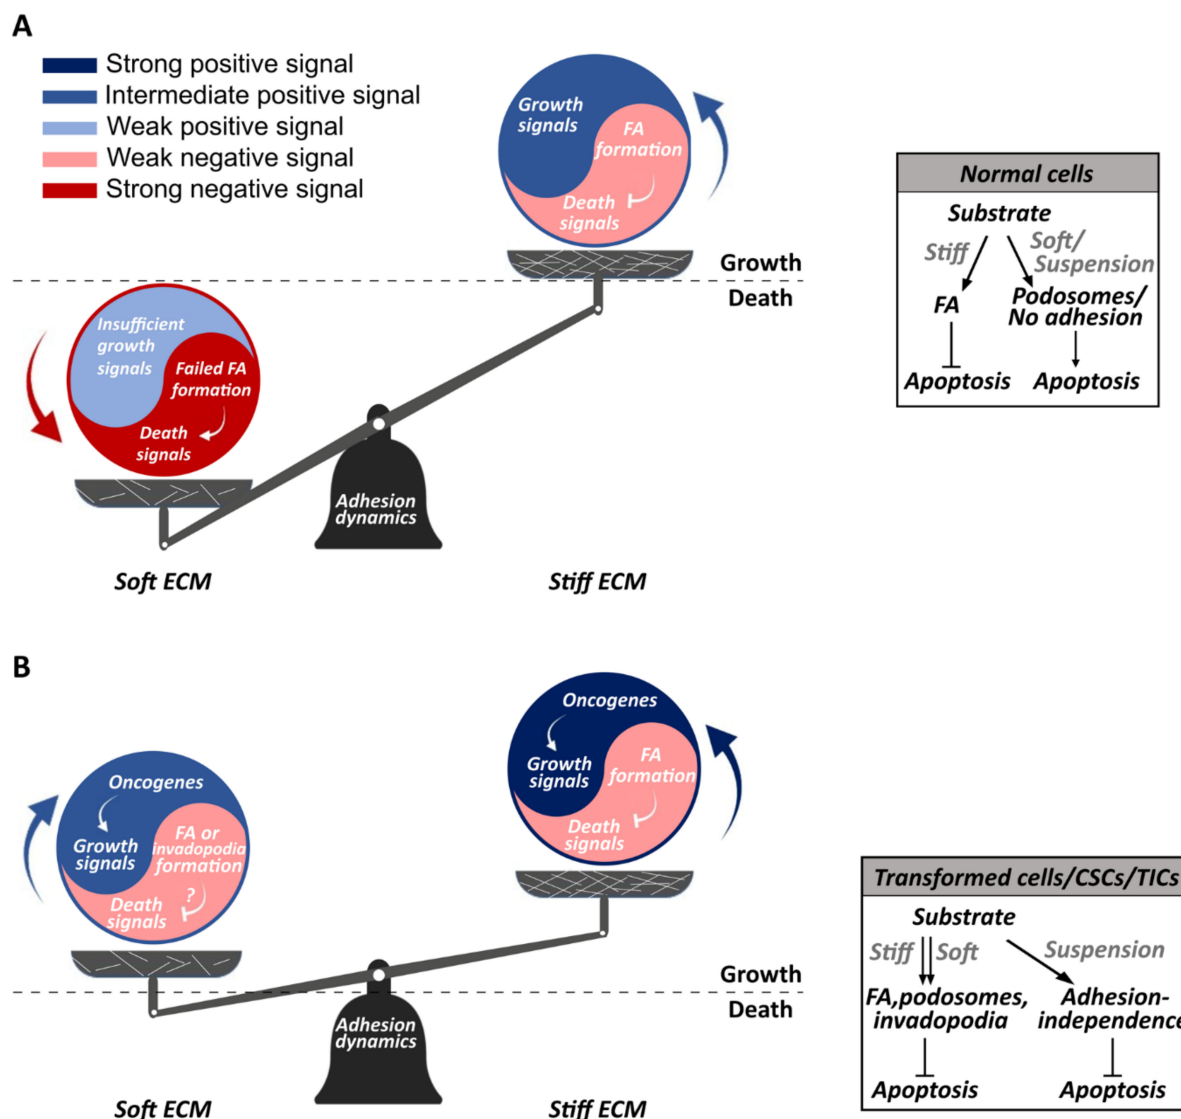 A
Strong positive signal
Intermediate positive signal
Weak positive signal
Weak negative signal
Strong negative signal
Growth
signals
FA
formation
Death
signals
Growth
Death
Insufficient
growth
signals
Failed FA
formation
Death
signals
Adhesion
dynamics
Soft ECM
Stiff ECM
Normal cells
Substrate
Stiff
Soft/
Suspension
FA
Podosomes/
No adhesion
Apoptosis
Apoptosis
B
Oncogenes
Growth
signals
FA
formation
Death
signals
Oncogenes
Growth
signals
FA or
invadopodia
formation
?
Death
signals
Growth
Death
Adhesion
dynamics
Soft ECM
Stiff ECM
Transformed cells/CSCs/TICs
Substrate
Stiff
Soft
Suspension
FA,podosomes,
invadopodia
Adhesion-
independence
Apoptosis
Apoptosis